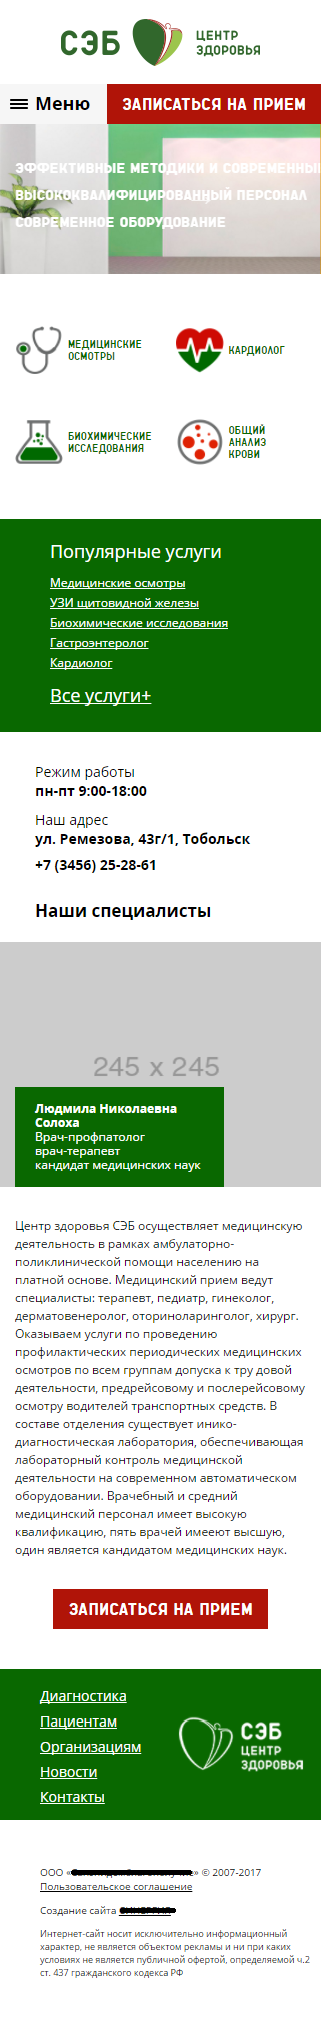 СЭБ ЦЕНТР ЗДОРОВЬЯ
Меню
ЗАПИСАТЬСЯ НА ПРИЕМ
ЭФФЕКТИВНЫЕ МЕТОДИКИ И СОВРЕМЕННЫ
ВЫСОКОКВАЛИФИЦИРОВАННЫЙ ПЕРСОНАЛ
СОВРЕМЕННОЕ ОБОРУДОВАНИЕ
МЕДИЦИНСКИЕ
ОСМОТРЫ
КАРДИОЛОГ
БИОХИМИЧЕСКИЕ
ИССЛЕДОВАНИЯ
ОБЩИЙ
АНАЛИЗ
КРОВИ
Популярные услуги
Медицинские осмотры
УЗИ щитовидной железы
Биохимические исследования
Гастроэнтеролог
Кардиолог
Все услуги+
Режим работы
пн-пт 9:00-18:00
Наш адрес
ул. Ремезова, 43г/1, Тобольск
+7 (3456) 25-28-61
Наши специалисты
245 x 245
Людмила Николаевна
Солоха
Врач-профпатолог
врач-терапевт
кандидат медицинских наук
Центр здоровья СЭБ осуществляет медицинскую
деятельность в рамках амбулаторно-
поликлинической помощи населению на
платной основе. Медицинский прием ведут
специалисты: терапевт, педиатр, гинеколог,
дерматовенеролог, оториноларинголог, хирург.
Оказываем услуги по проведению
профилактических периодических медицинских
осмотров по всем группам допуска к тру довой
деятельности, предрейсовому и послерейсовому
осмотру водителей транспортных средств. В
составе отделения существует инико-
диагностическая лаборатория, обеспечивающая
лабораторный контроль медицинской
деятельности на современном автоматическом
оборудовании. Врачебный и средний
медицинский персонал имеет высокую
квалификацию, пять врачей имееют высшую,
один является кандидатом медицинских наук.
ЗАПИСАТЬСЯ НА ПРИЕМ
Диагностика
Пациентам
Организациям
Новости
Контакты
СЭБ
ЦЕНТР
ЗДОРОВЬЯ
ООО « » © 2007-2017
Пользовательское соглашение
Создание сайта
Интернет-сайт носит исключительно информационный
характер, не является объектом рекламы и ни при каких
условиях не является публичной офертой, определяемой ч.2
ст. 437 гражданского кодекса РФ